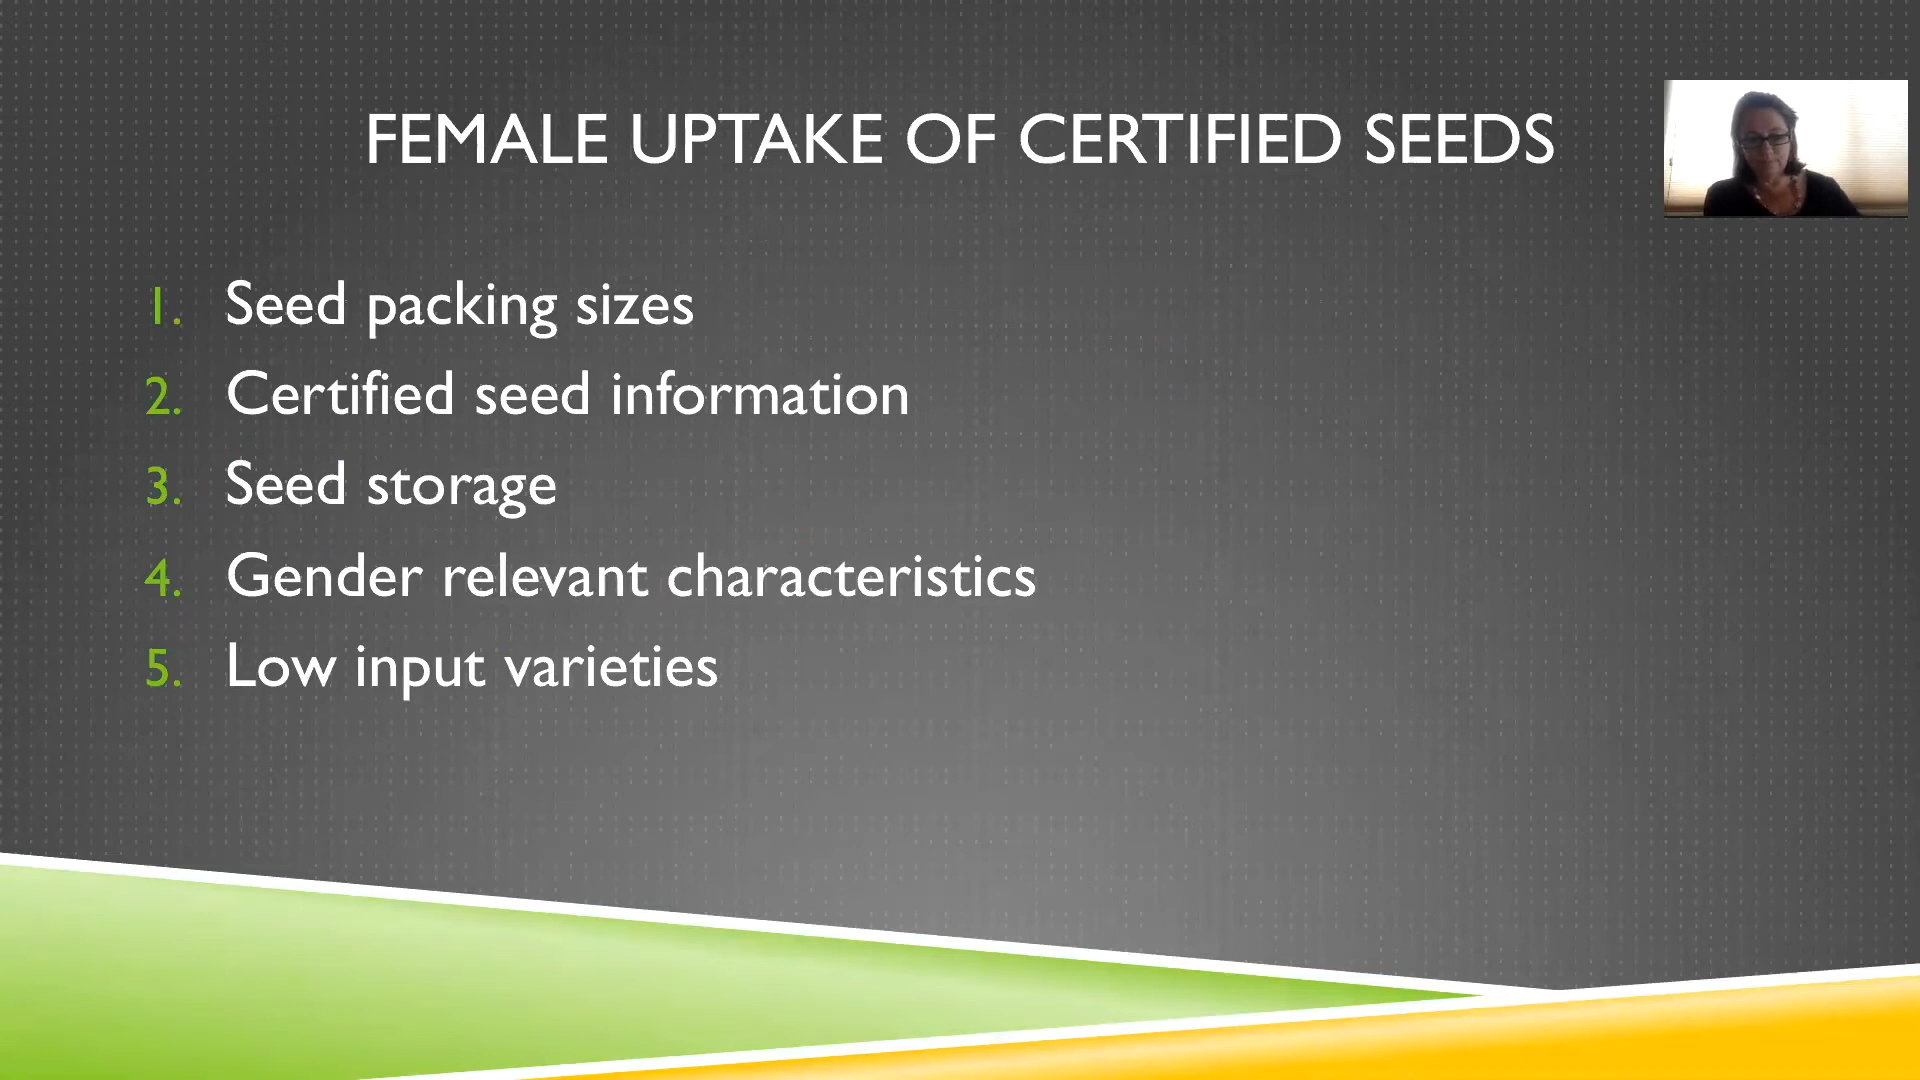 FEMALE UPTAKE OF CERTIFIED SEEDS
1. Seed packing sizes
2. Certified seed information
3. Seed storage
4. Gender relevant characteristics
5. Low input varieties